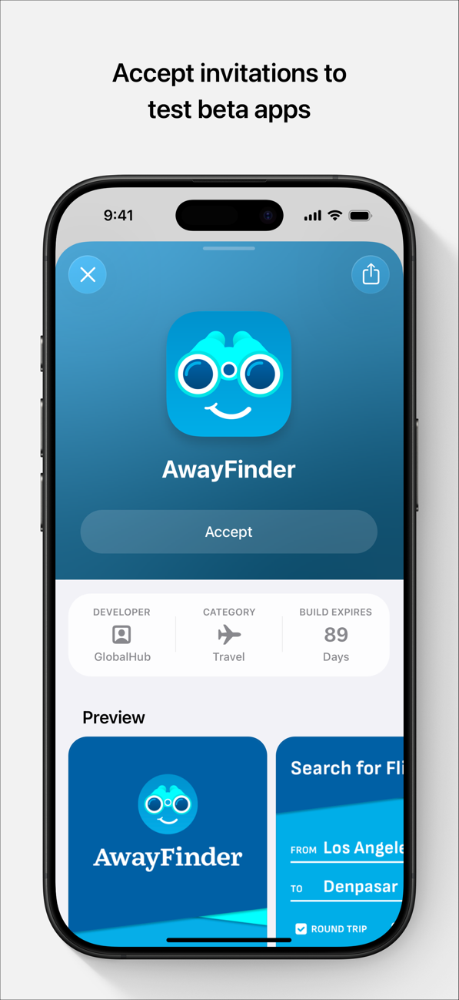 Accept invitations to
test beta apps
9:41
AwayFinder
Accept
DEVELOPER
GlobalHub
CATEGORY
Travel
BUILD EXPIRES
89
Days
Preview
AwayFinder
Search for Fli
FROM Los Angele
TO Denpasar
ROUND TRIP